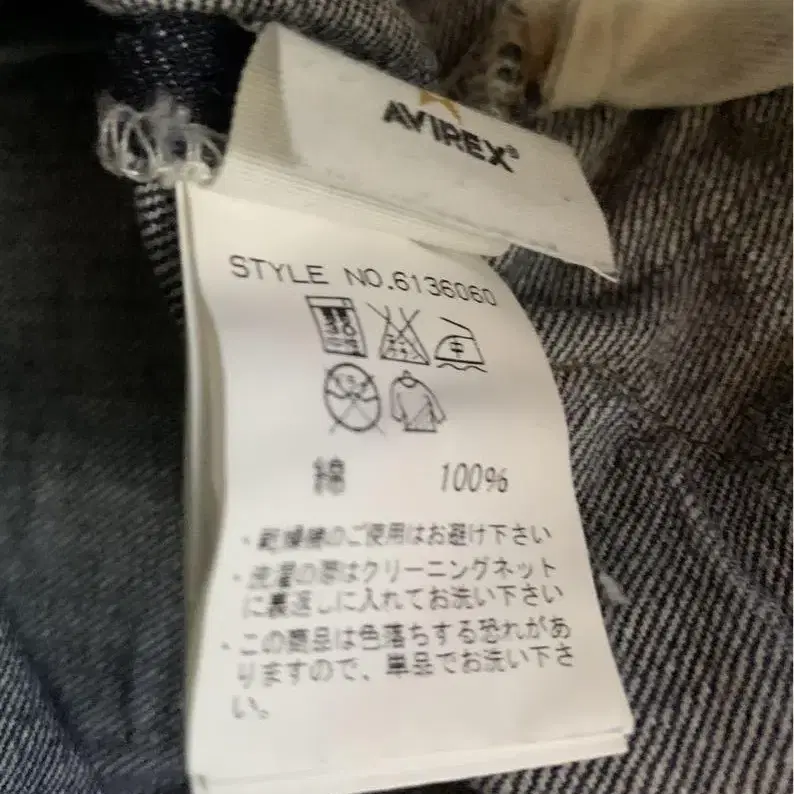 AVIREX®
STYLE NO.6136060
中
綿 100%
・乾燥機のご使用はお避け下さい
・洗濯の際はクリーニングネット
に裏返しに入れてお洗い下さい
・この商品は色落ちする恐れがあ
りますので、単品でお洗い下さ
い。